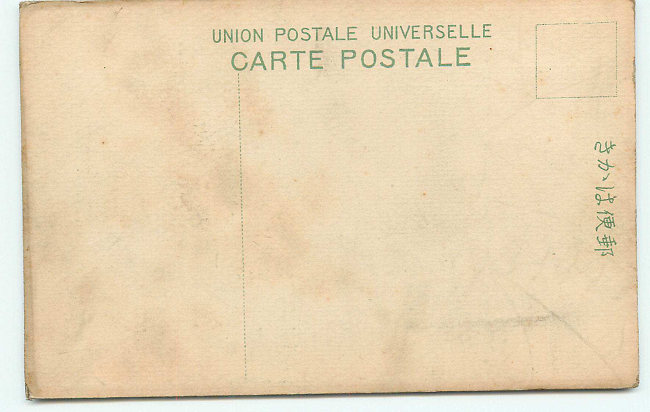 UNION POSTALE UNIVERSELLE
CARTE POSTALE
きかは便郵